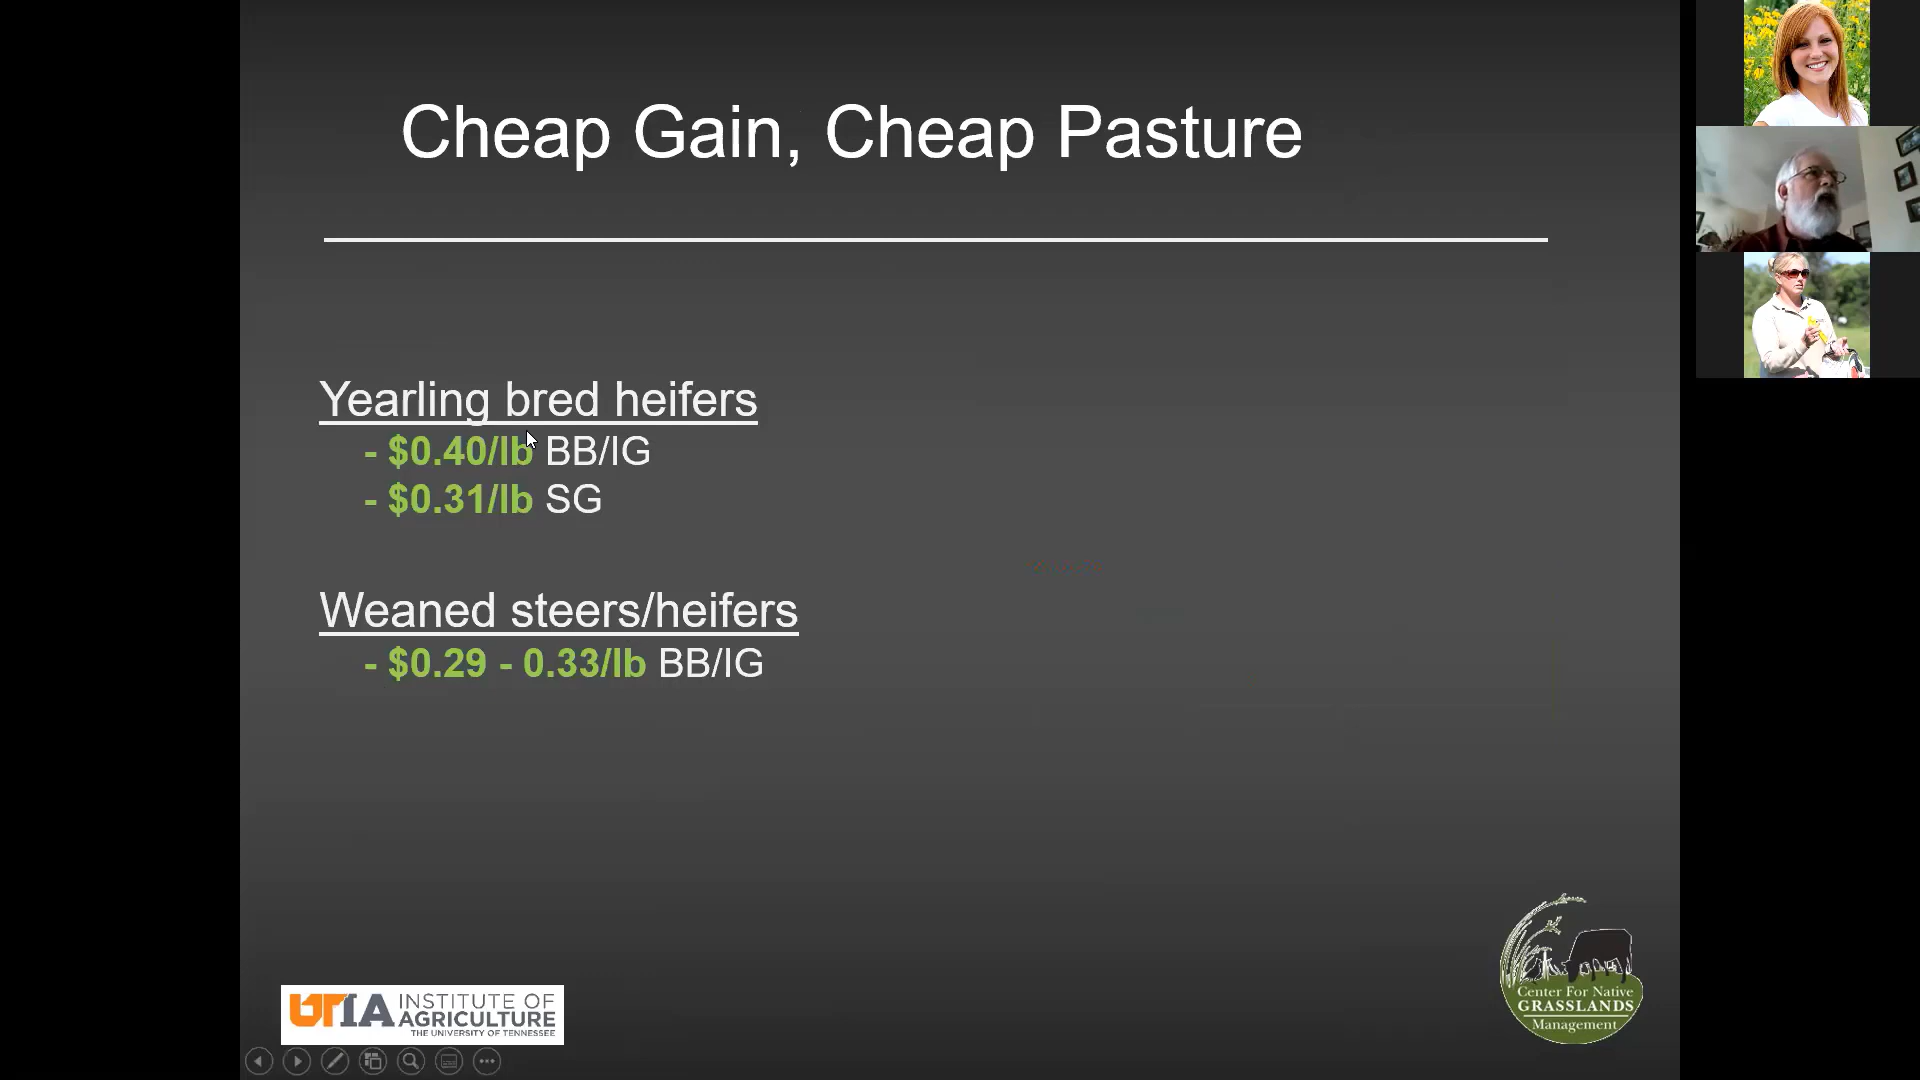 Cheap Gain, Cheap Pasture
Yearling bred heifers
- $0.40/lb BB/IG
- $0.31/lb SG
Weaned steers/heifers
- $0.29 - 0.33/lb BB/IG
UTIA INSTITUTE OF
AGRICULTURE
THE UNIVERSITY OF TENNESSEE
Center For Native
GRASSLANDS
Management